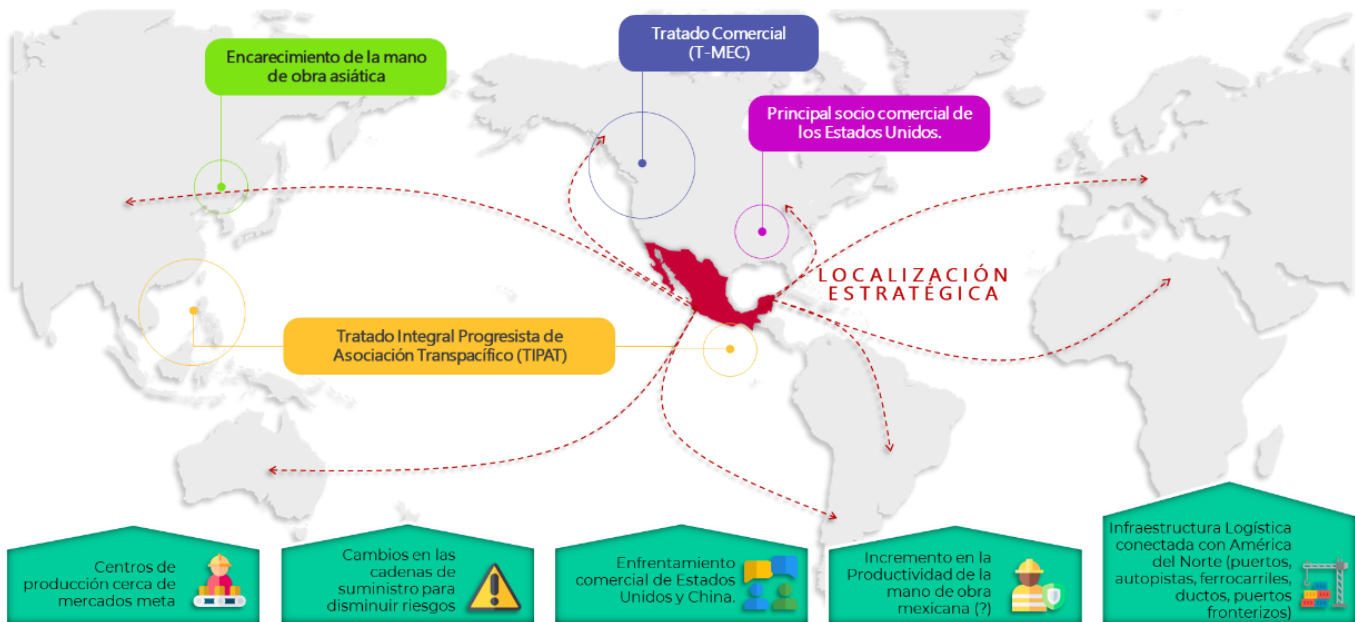 Encarecimiento de la mano
de obra asiática
Tratado Comercial
(T-MEC)
Principal socio comercial de
los Estados Unidos.
LOCALIZACIÓN
ESTRATÉGICA
Tratado Integral Progresista de
Asociación Transpacífico (TIPAT)
Centros de
producción cerca de
mercados meta
Cambios en las
cadenas de
suministro para
disminuir riesgos
Enfrentamiento
comercial de Estados
Unidos y China.
Incremento en la
Productividad de la
mano de obra
mexicana (?)
Infraestructura Logística
conectada con América
del Norte (puertos,
autopistas, ferrocarriles,
ductos, puertos
fronterizos)